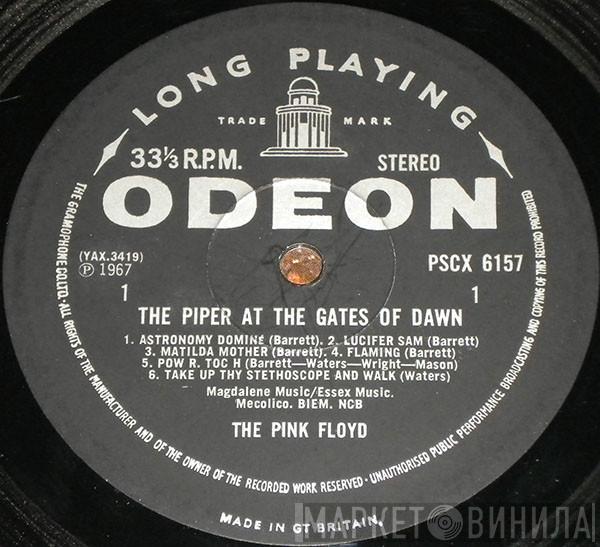 LONG PLAYING
TRADE MARK
33⅓ R.P.M. STEREO
ODEON
(YAX.3419) PSCX 6157
℗ 1967
1 1
THE PIPER AT THE GATES OF DAWN
1. ASTRONOMY DOMINÉ (Barrett). 2. LUCIFER SAM (Barrett)
3. MATILDA MOTHER (Barrett). 4. FLAMING (Barrett)
5. POW R. TOC H (Barrett—Waters—Wright—Mason)
6. TAKE UP THY STETHOSCOPE AND WALK (Waters)
Magdalene Music/Essex Music.
Mecolico. BIEM. NCB
THE PINK FLOYD
THE GRAMOPHONE CO. LTD. · ALL RIGHTS OF THE MANUFACTURER AND OF THE OWNER OF THE RECORDED WORK RESERVED · UNAUTHORISED PUBLIC PERFORMANCE BROADCASTING AND COPYING OF THIS RECORD PROHIBITED
MADE IN GT BRITAIN.
МАРКЕТ ВИНИЛА